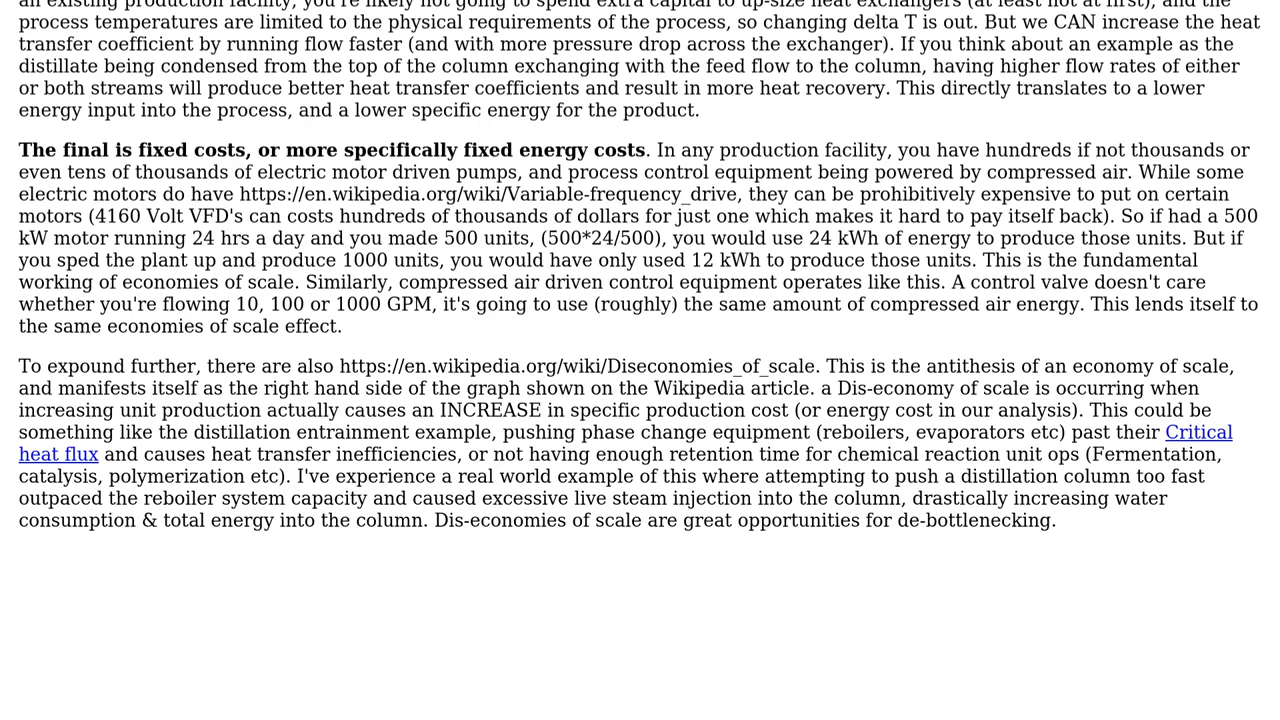 process temperatures are limited to the physical requirements of the process, so changing delta T is out. But we CAN increase the heat
transfer coefficient by running flow faster (and with more pressure drop across the exchanger). If you think about an example as the
distillate being condensed from the top of the column exchanging with the feed flow to the column, having higher flow rates of either
or both streams will produce better heat transfer coefficients and result in more heat recovery. This directly translates to a lower
energy input into the process, and a lower specific energy for the product.
The final is fixed costs, or more specifically fixed energy costs. In any production facility, you have hundreds if not thousands or
even tens of thousands of electric motor driven pumps, and process control equipment being powered by compressed air. While some
electric motors do have https://en.wikipedia.org/wiki/Variable-frequency_drive, they can be prohibitively expensive to put on certain
motors (4160 Volt VFD's can costs hundreds of thousands of dollars for just one which makes it hard to pay itself back). So if had a 500
kW motor running 24 hrs a day and you made 500 units, (500*24/500), you would use 24 kWh of energy to produce those units. But if
you sped the plant up and produce 1000 units, you would have only used 12 kWh to produce those units. This is the fundamental
working of economies of scale. Similarly, compressed air driven control equipment operates like this. A control valve doesn't care
whether you're flowing 10, 100 or 1000 GPM, it's going to use (roughly) the same amount of compressed air energy. This lends itself to
the same economies of scale effect.
To expound further, there are also https://en.wikipedia.org/wiki/Diseconomies_of_scale. This is the antithesis of an economy of scale,
and manifests itself as the right hand side of the graph shown on the Wikipedia article. a Dis-economy of scale is occurring when
increasing unit production actually causes an INCREASE in specific production cost (or energy cost in our analysis). This could be
something like the distillation entrainment example, pushing phase change equipment (reboilers, evaporators etc) past their Critical
heat flux and causes heat transfer inefficiencies, or not having enough retention time for chemical reaction unit ops (Fermentation,
catalysis, polymerization etc). I've experience a real world example of this where attempting to push a distillation column too fast
outpaced the reboiler system capacity and caused excessive live steam injection into the column, drastically increasing water
consumption & total energy into the column. Dis-economies of scale are great opportunities for de-bottlenecking.